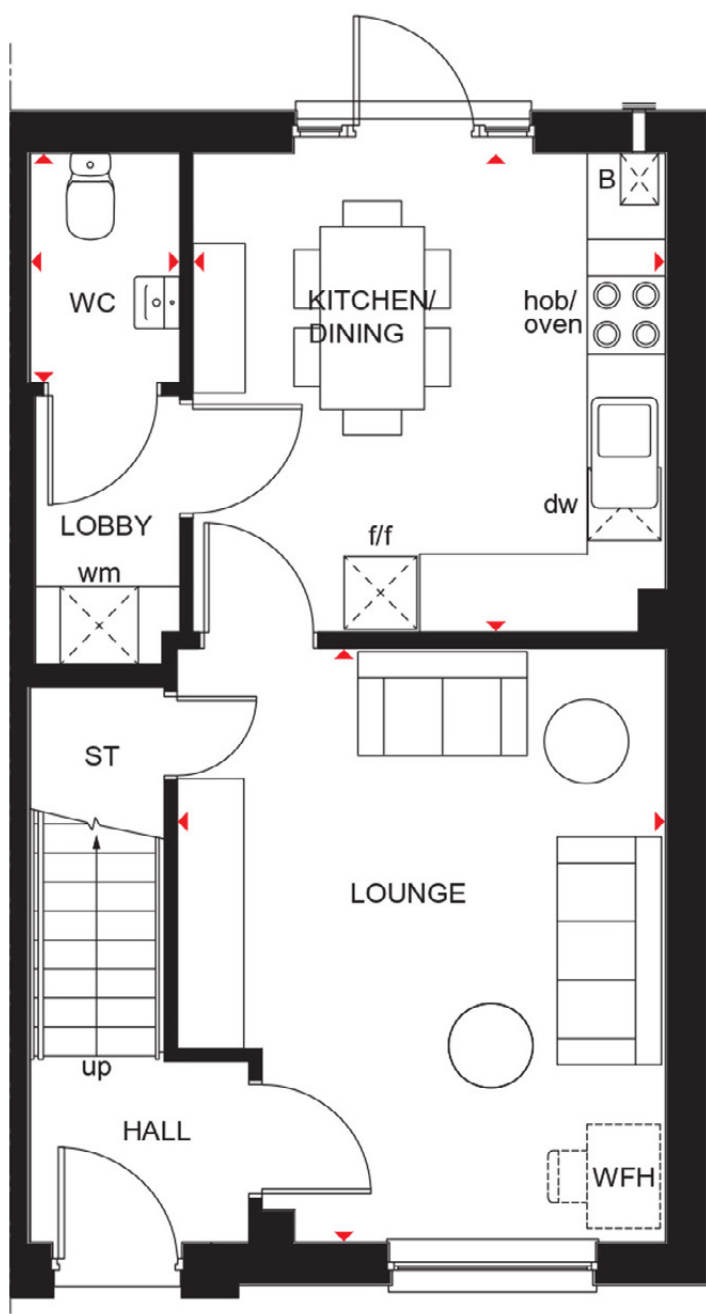 B
WC
KITCHEN/
DINING
hob/
oven
LOBBY
dw
f/f
wm
ST
LOUNGE
up
HALL
WFH